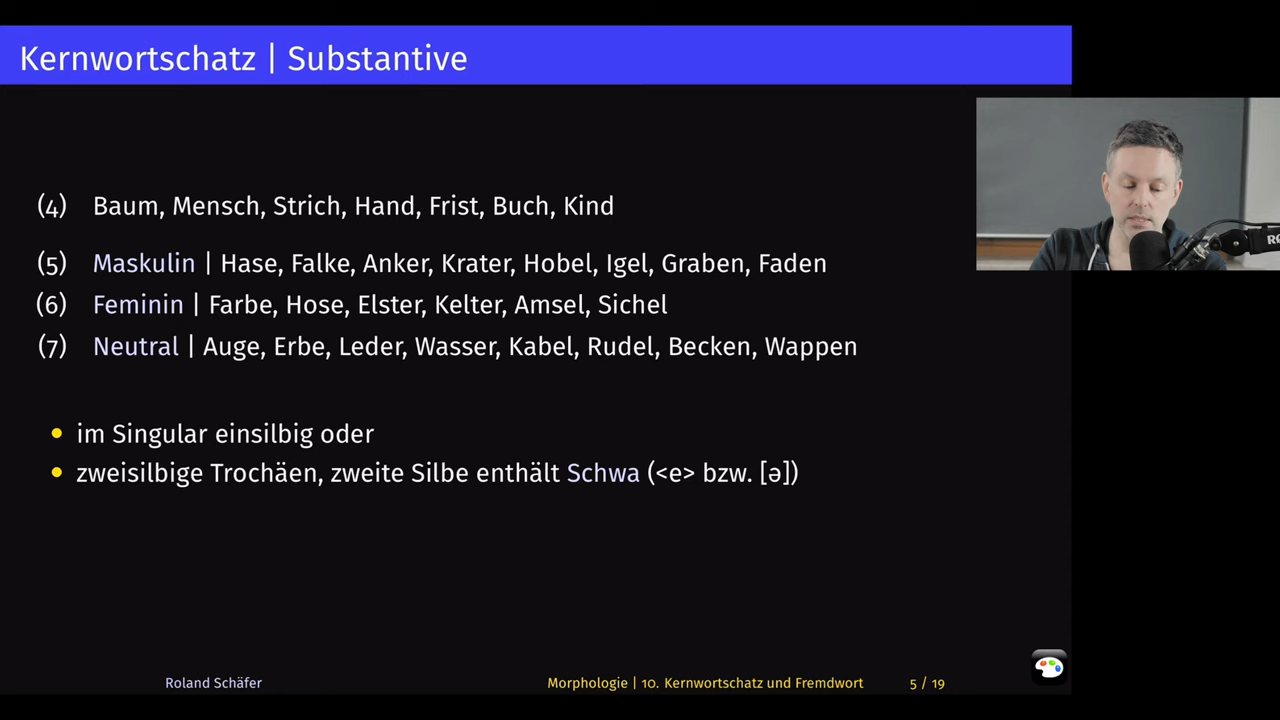 Kernwortschatz | Substantive
(4) Baum, Mensch, Strich, Hand, Frist, Buch, Kind
(5) Maskulin | Hase, Falke, Anker, Krater, Hobel, Igel, Graben, Faden
(6) Feminin | Farbe, Hose, Elster, Kelter, Amsel, Sichel
(7) Neutral | Auge, Erbe, Leder, Wasser, Kabel, Rudel, Becken, Wappen
• im Singular einsilbig oder
• zweisilbige Trochäen, zweite Silbe enthält Schwa (<e> bzw. [ə])
Roland Schäfer
Morphologie | 10. Kernwortschatz und Fremdwort
5 / 19